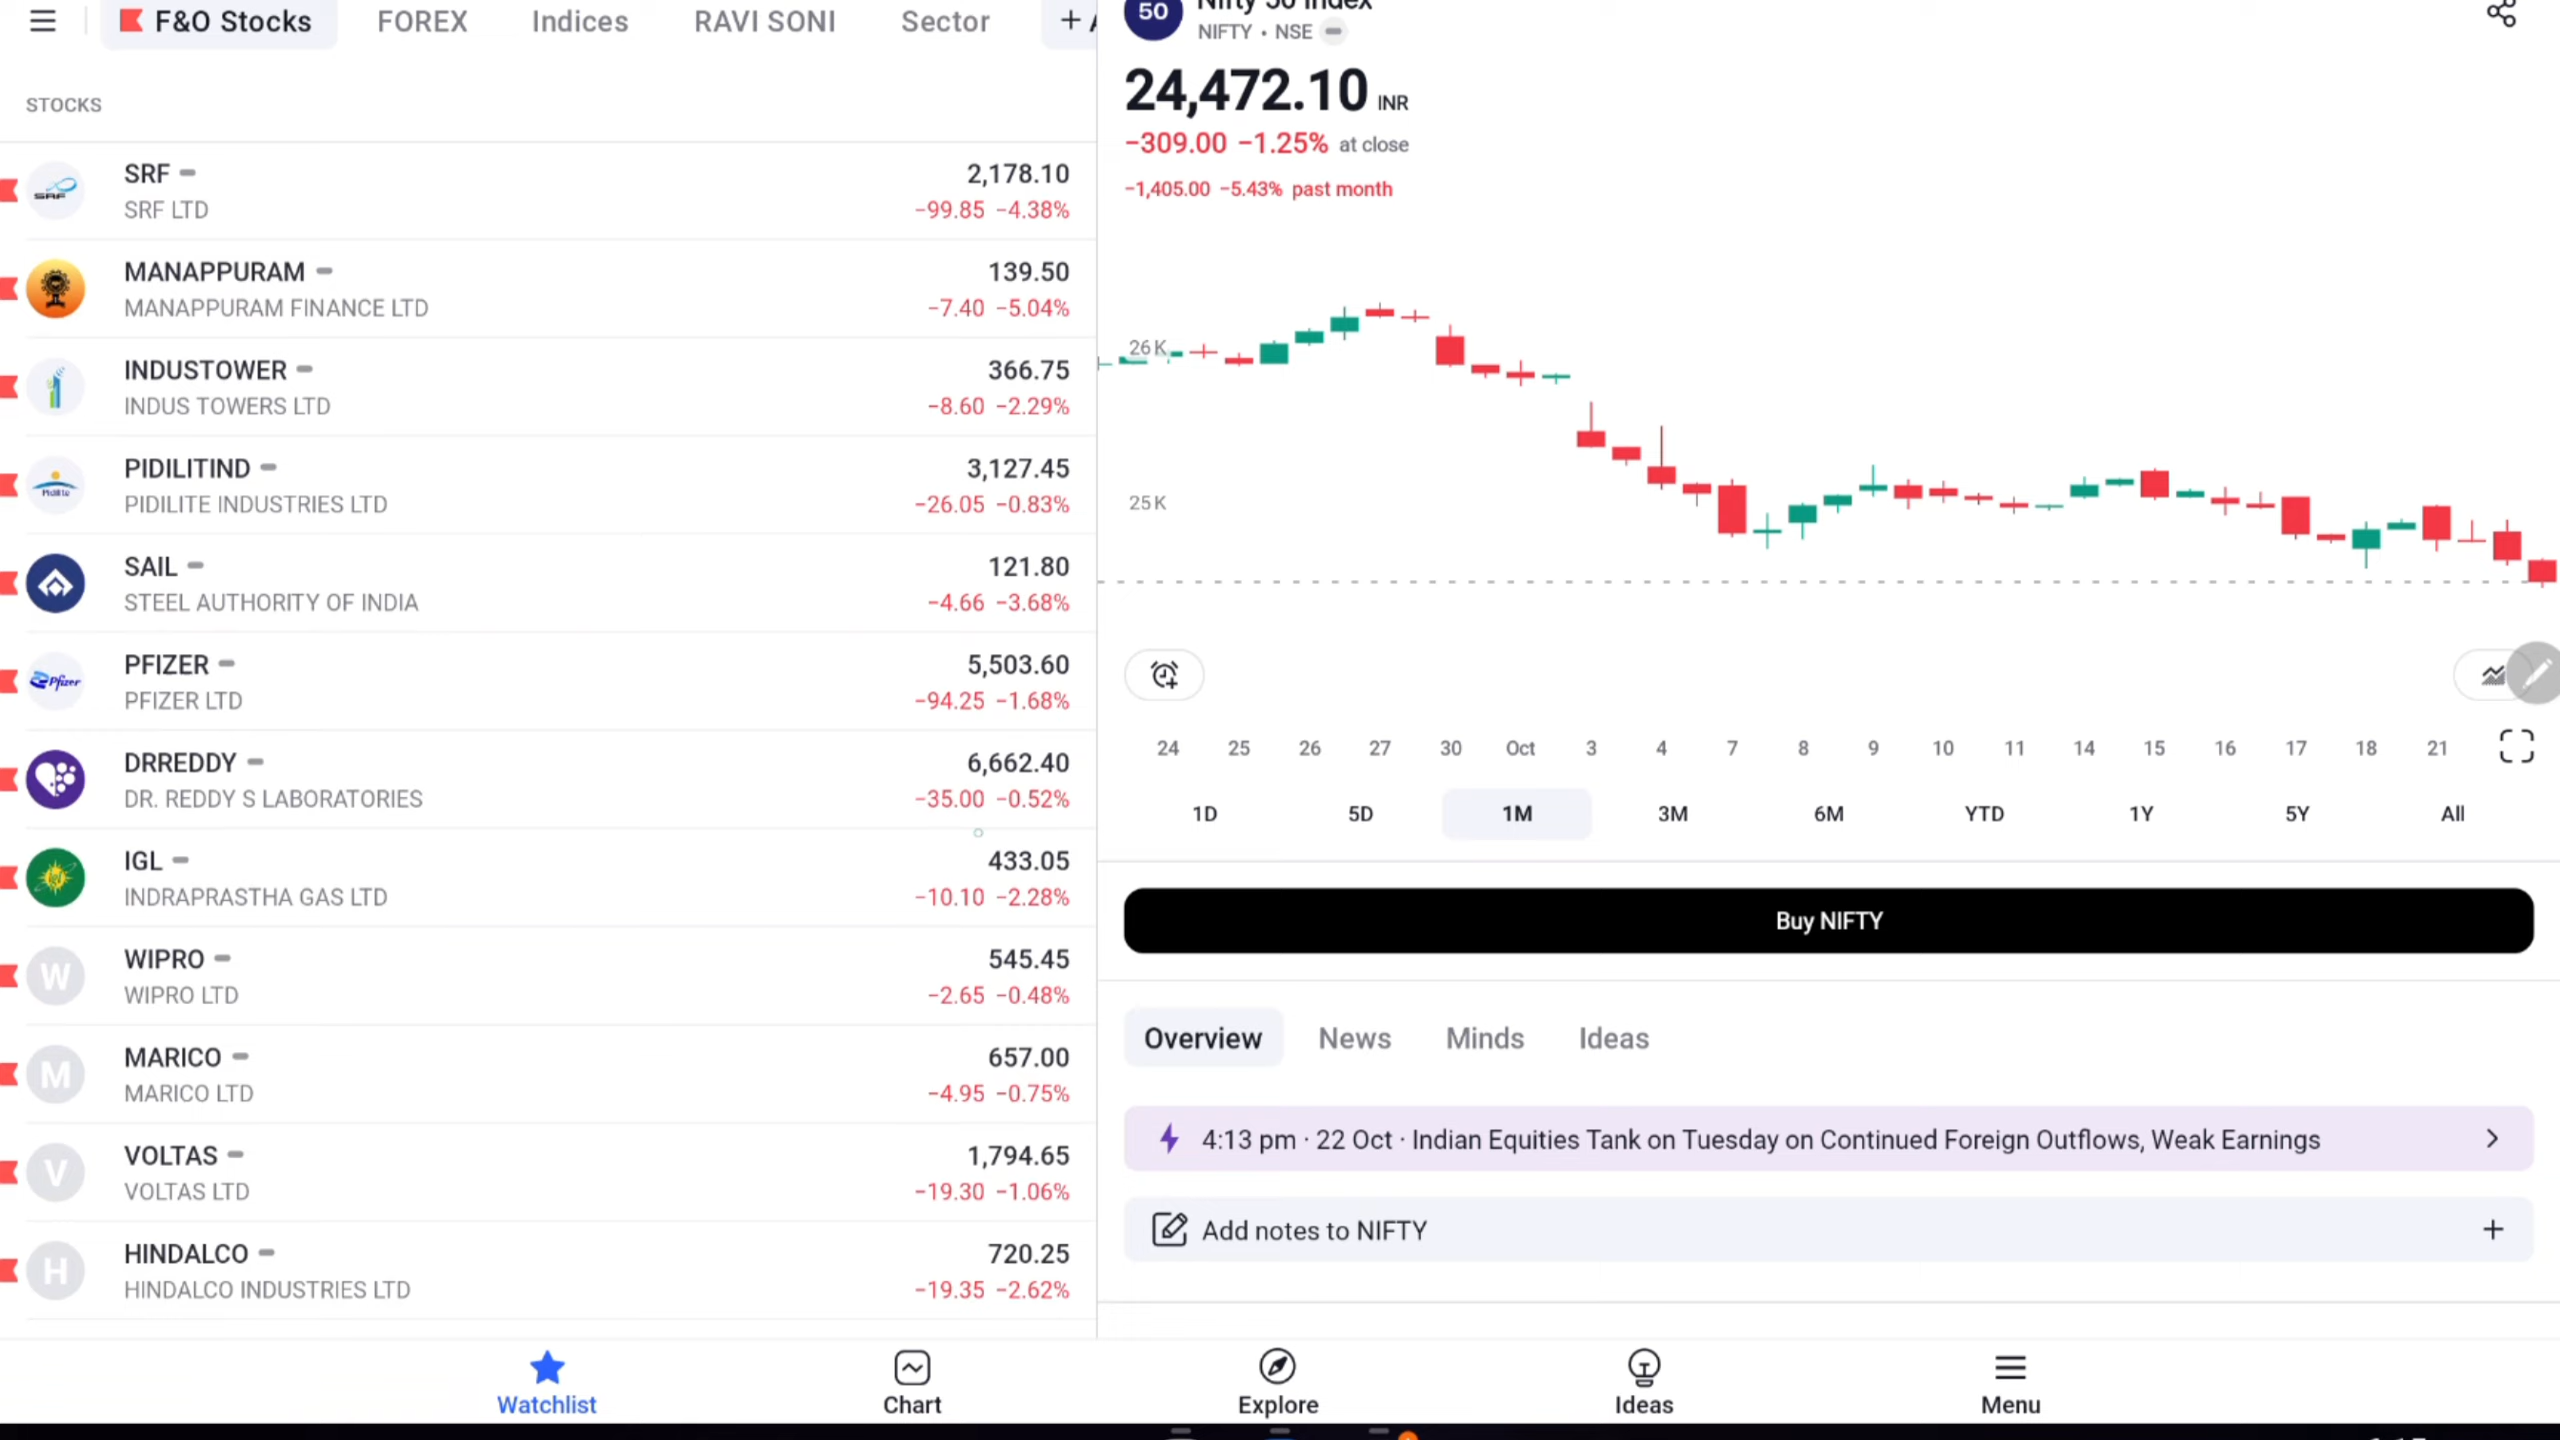 F&O Stocks FOREX Indices RAVI SONI Sector +
STOCKS
SRF
2,178.10
SRF LTD
−99.85 −4.38%
MANAPPURAM
139.50
MANAPPURAM FINANCE LTD
−7.40 −5.04%
INDUSTOWER
366.75
INDUS TOWERS LTD
−8.60 −2.29%
PIDILITIND
3,127.45
PIDILITE INDUSTRIES LTD
−26.05 −0.83%
SAIL
121.80
STEEL AUTHORITY OF INDIA
−4.66 −3.68%
Pfizer
PFIZER
5,503.60
PFIZER LTD
−94.25 −1.68%
DRREDDY
6,662.40
DR. REDDY S LABORATORIES
−35.00 −0.52%
IGL
433.05
INDRAPRASTHA GAS LTD
−10.10 −2.28%
W
WIPRO
545.45
WIPRO LTD
−2.65 −0.48%
M
MARICO
657.00
MARICO LTD
−4.95 −0.75%
V
VOLTAS
1,794.65
VOLTAS LTD
−19.30 −1.06%
H
HINDALCO
720.25
HINDALCO INDUSTRIES LTD
−19.35 −2.62%
50
Nifty 50 Index
NIFTY • NSE
24,472.10 INR
−309.00 −1.25% at close
−1,405.00 −5.43% past month
26K
25K
24 25 26 27 30 Oct 3 4 7 8 9 10 11 14 15 16 17 18 21
1D 5D 1M 3M 6M YTD 1Y 5Y All
Buy NIFTY
Overview News Minds Ideas
4:13 pm · 22 Oct · Indian Equities Tank on Tuesday on Continued Foreign Outflows, Weak Earnings
Add notes to NIFTY +
Watchlist Chart Explore Ideas Menu